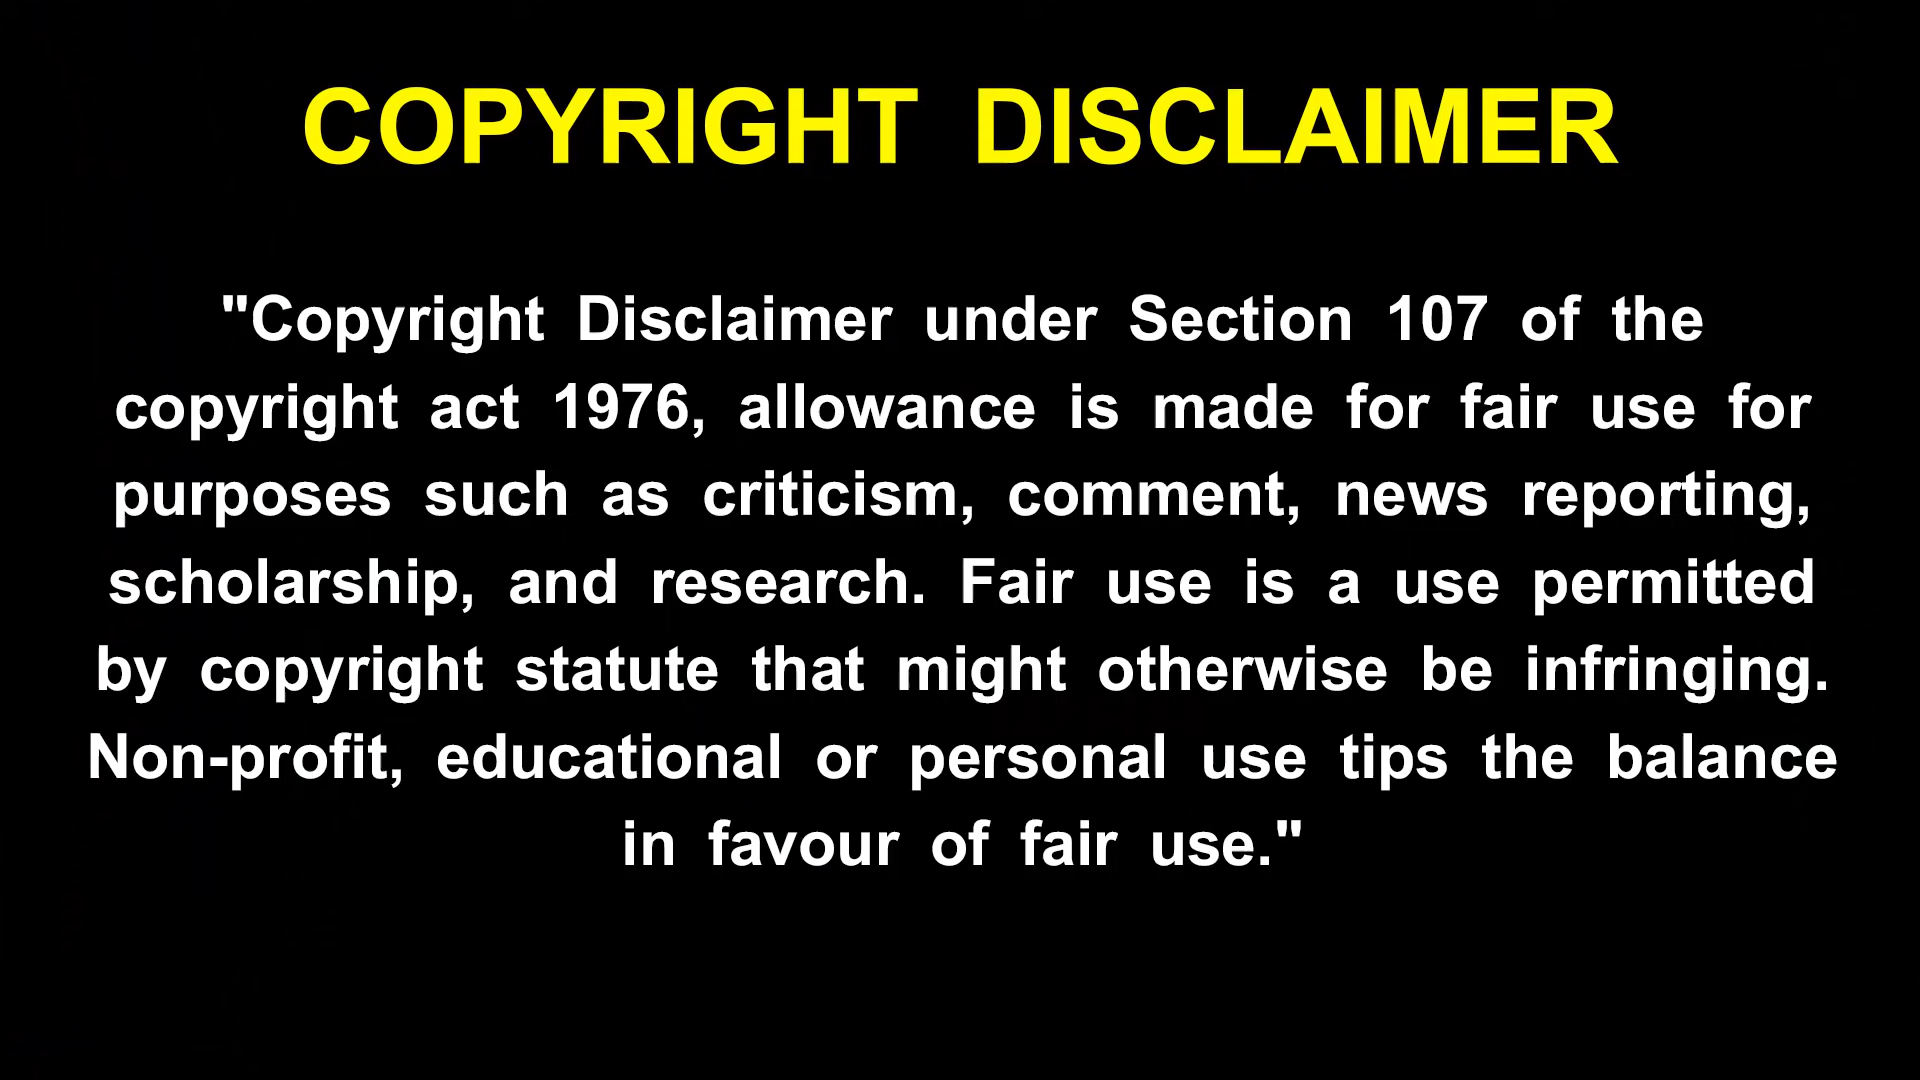 COPYRIGHT DISCLAIMER
"Copyright Disclaimer under Section 107 of the
copyright act 1976, allowance is made for fair use for
purposes such as criticism, comment, news reporting,
scholarship, and research. Fair use is a use permitted
by copyright statute that might otherwise be infringing.
Non-profit, educational or personal use tips the balance
in favour of fair use."